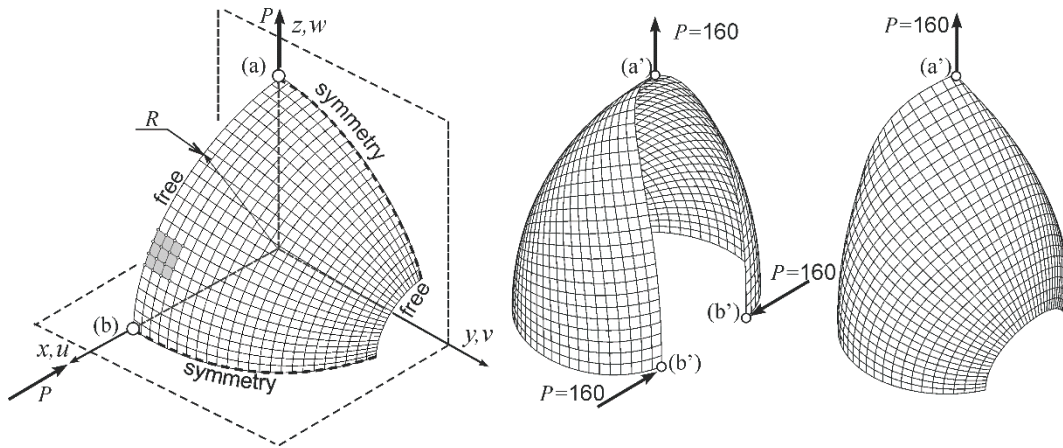 P
z,w
(a)
symmetry
R
free
(b)
x,u
P
symmetry
free
y,v
P=160
(a’)
P=160
(b’)
(b’)
P=160
P=160
(a’)